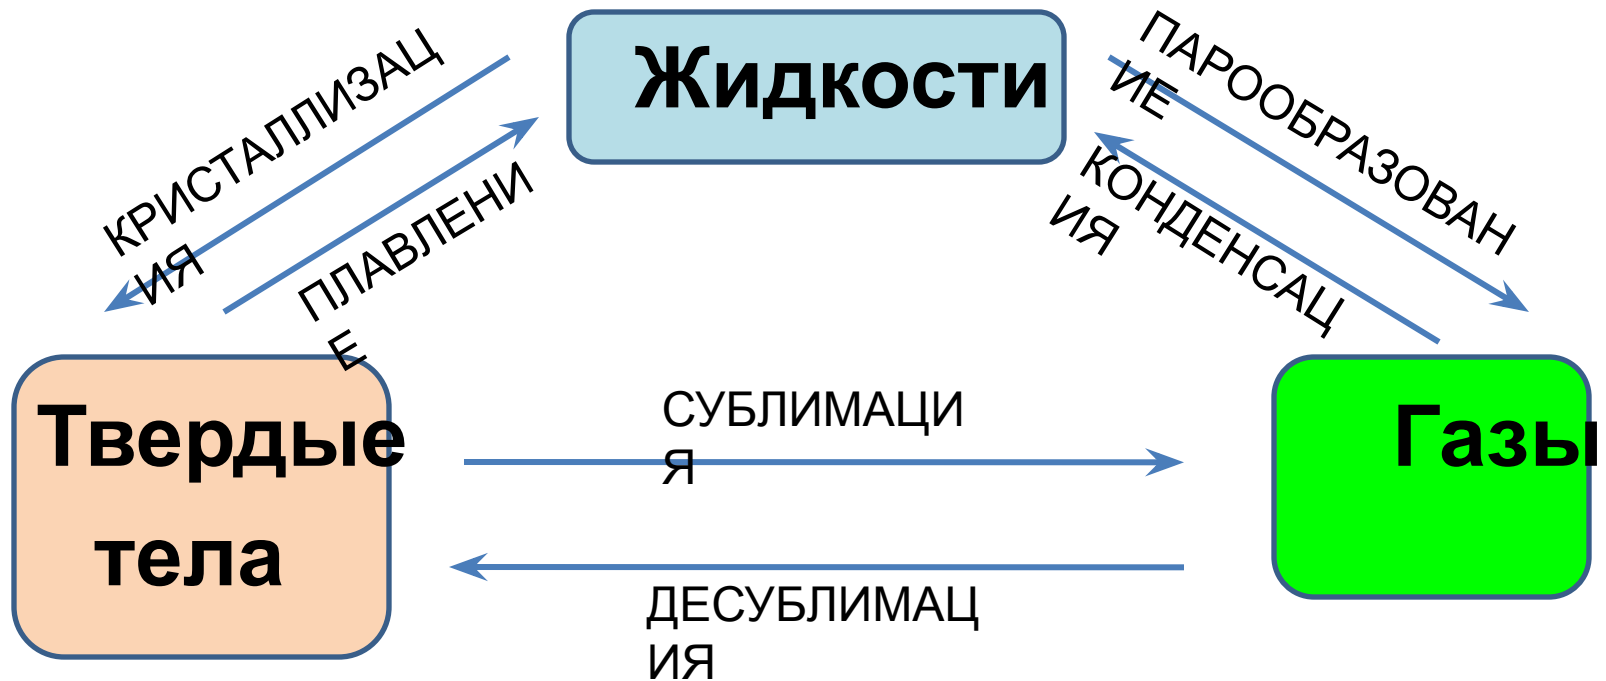 Жидкости
КРИСТАЛЛИЗАЦ
ИЯ
ПЛАВЛЕНИ
Е
ПАРООБРАЗОВАН
ИЕ
КОНДЕНСАЦ
ИЯ
Твердые
тела
СУБЛИМАЦИ
Я
ДЕСУБЛИМАЦ
ИЯ
Газы